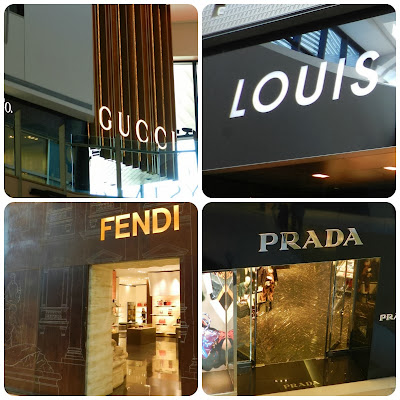 O.
GUCCI
LOUIS
FENDI
PRADA
PRADA